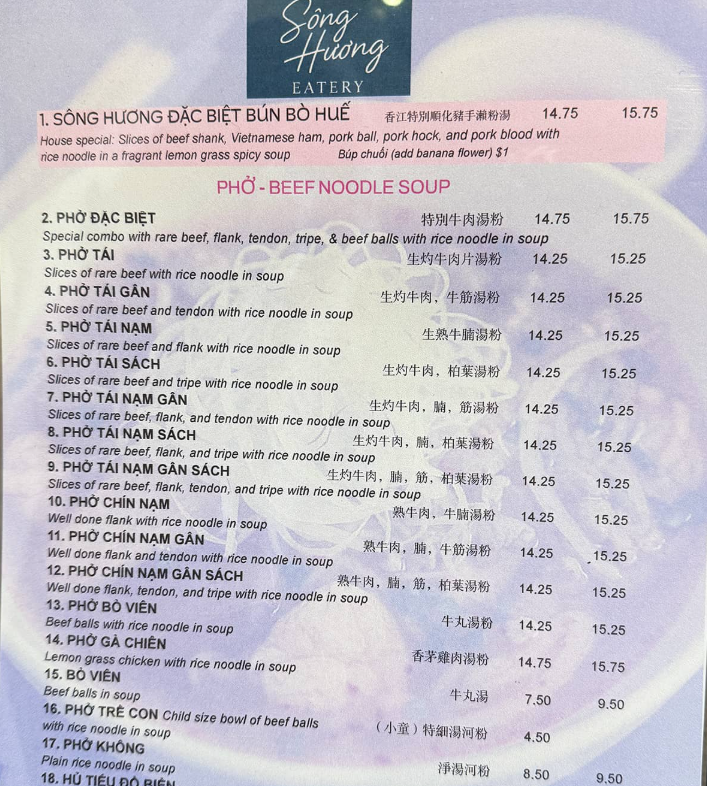 Sông
Hương
EATERY
1. SÔNG HƯƠNG ĐẶC BIỆT BÚN BÒ HUẾ 香江特別順化豬手瀨粉湯 14.75 15.75
House special: Slices of beef shank, Vietnamese ham, pork ball, pork hock, and pork blood with
rice noodle in a fragrant lemon grass spicy soup Búp chuối (add banana flower) $1
PHỞ - BEEF NOODLE SOUP
2. PHỞ ĐẶC BIỆT 特別牛肉湯粉 14.75 15.75
Special combo with rare beef, flank, tendon, tripe, & beef balls with rice noodle in soup
3. PHỞ TÁI 生灼牛肉片湯粉 14.25 15.25
Slices of rare beef with rice noodle in soup
4. PHỞ TÁI GÂN 生灼牛肉，牛筋湯粉 14.25 15.25
Slices of rare beef and tendon with rice noodle in soup
5. PHỞ TÁI NẠM 生熟牛腩湯粉 14.25 15.25
Slices of rare beef and flank with rice noodle in soup
6. PHỞ TÁI SÁCH 生灼牛肉，柏葉湯粉 14.25 15.25
Slices of rare beef and tripe with rice noodle in soup
7. PHỞ TÁI NẠM GÂN 生灼牛肉，腩，筋湯粉 14.25 15.25
Slices of rare beef, flank, and tendon with rice noodle in soup
8. PHỞ TÁI NẠM SÁCH 生灼牛肉，腩，柏葉湯粉 14.25 15.25
Slices of rare beef, flank, and tripe with rice noodle in soup
9. PHỞ TÁI NẠM GÂN SÁCH 生灼牛肉，腩，筋，柏葉湯粉 14.25 15.25
Slices of rare beef, flank, tendon, and tripe with rice noodle in soup
10. PHỞ CHÍN NẠM 熟牛肉，牛腩湯粉 14.25 15.25
Well done flank with rice noodle in soup
11. PHỞ CHÍN NẠM GÂN 熟牛肉，腩，牛筋湯粉 14.25 15.25
Well done flank and tendon with rice noodle in soup
12. PHỞ CHÍN NẠM GÂN SÁCH 熟牛肉，腩，筋，柏葉湯粉 14.25 15.25
Well done flank, tendon, and tripe with rice noodle in soup
13. PHỞ BÒ VIÊN 牛丸湯粉 14.25 15.25
Beef balls with rice noodle in soup
14. PHỞ GÀ CHIÊN 香茅雞肉湯粉 14.75 15.75
Lemon grass chicken with rice noodle in soup
15. BÒ VIÊN 牛丸湯 7.50 9.50
Beef balls in soup
16. PHỞ TRẺ CON Child size bowl of beef balls （小童）特細湯河粉 4.50
with rice noodle in soup
17. PHỞ KHÔNG 淨湯河粉 8.50 9.50
Plain rice noodle in soup
18. HỦ TIẾU ĐỒ BIỂN